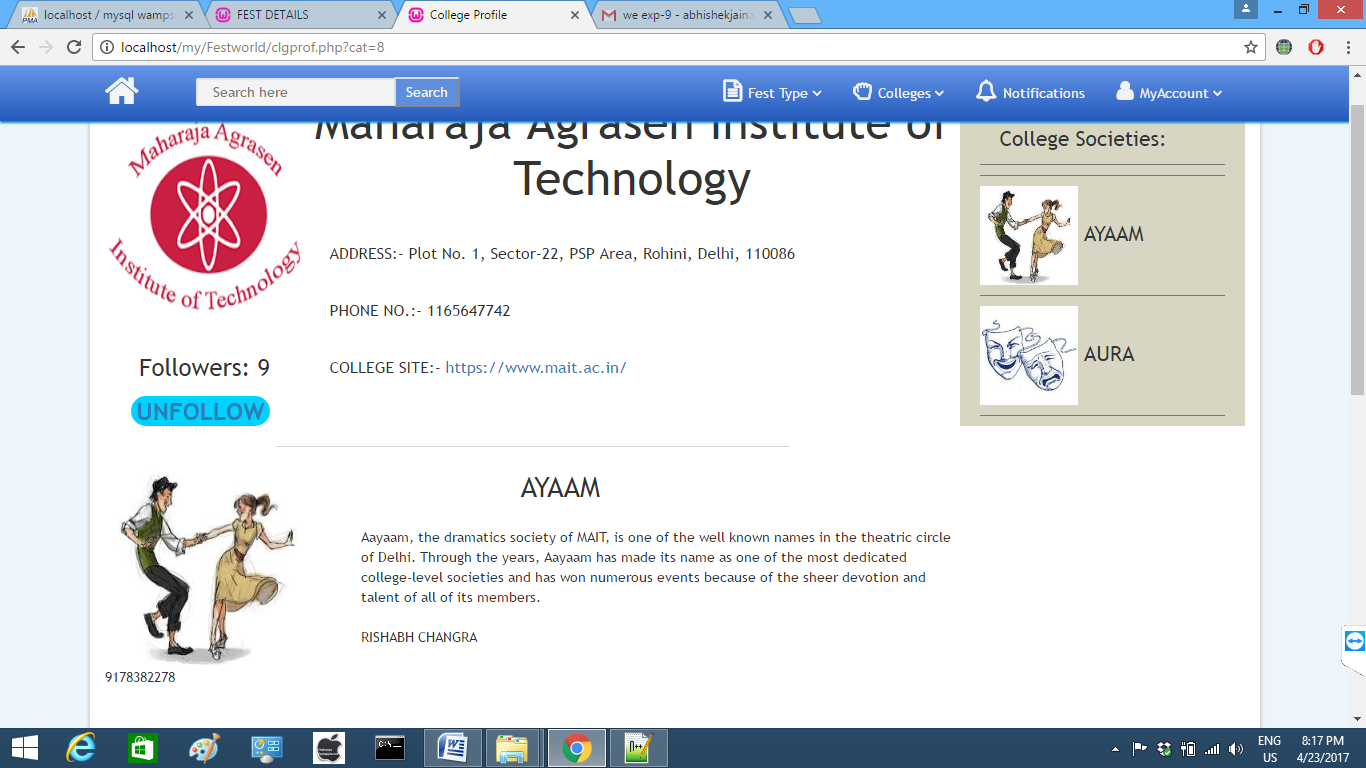 localhost / mysql wamps
FEST DETAILS
College Profile
we exp-9 - abhishekjain.
localhost/my/Festworld/clgprof.php?cat=8
Search here
Search
Fest Type
Colleges
Notifications
MyAccount
Maharaja Agrasen
Institute of Technology
Maharaja Agrasen Institute of
Technology
ADDRESS:- Plot No. 1, Sector-22, PSP Area, Rohini, Delhi, 110086
PHONE NO.:- 1165647742
COLLEGE SITE:- https://www.mait.ac.in/
Followers: 9
UNFOLLOW
College Societies:
AYAAM
AURA
AYAAM
Aayaam, the dramatics society of MAIT, is one of the well known names in the theatric circle
of Delhi. Through the years, Aayaam has made its name as one of the most dedicated
college-level societies and has won numerous events because of the sheer devotion and
talent of all of its members.
RISHABH CHANGRA
9178382278
ENG
US
8:17 PM
4/23/2017